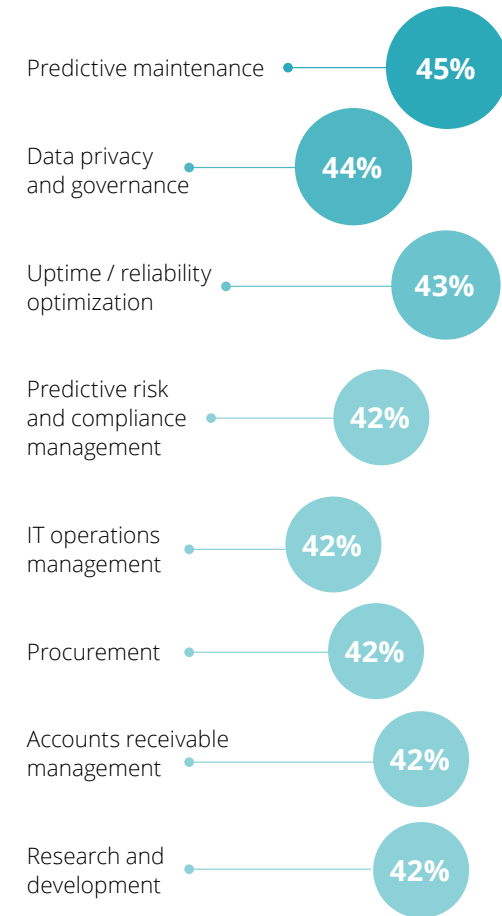 Predictive maintenance
45%
Data privacy
and governance
44%
Uptime / reliability
optimization
43%
Predictive risk
and compliance
management
42%
IT operations
management
42%
Procurement
42%
Accounts receivable
management
42%
Research and
development
42%